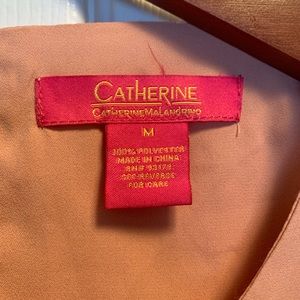 CATHERINE
CATHERINE MALANDRINO
M
100% POLYESTER
MADE IN CHINA
SEE REVERSE
FOR CARE